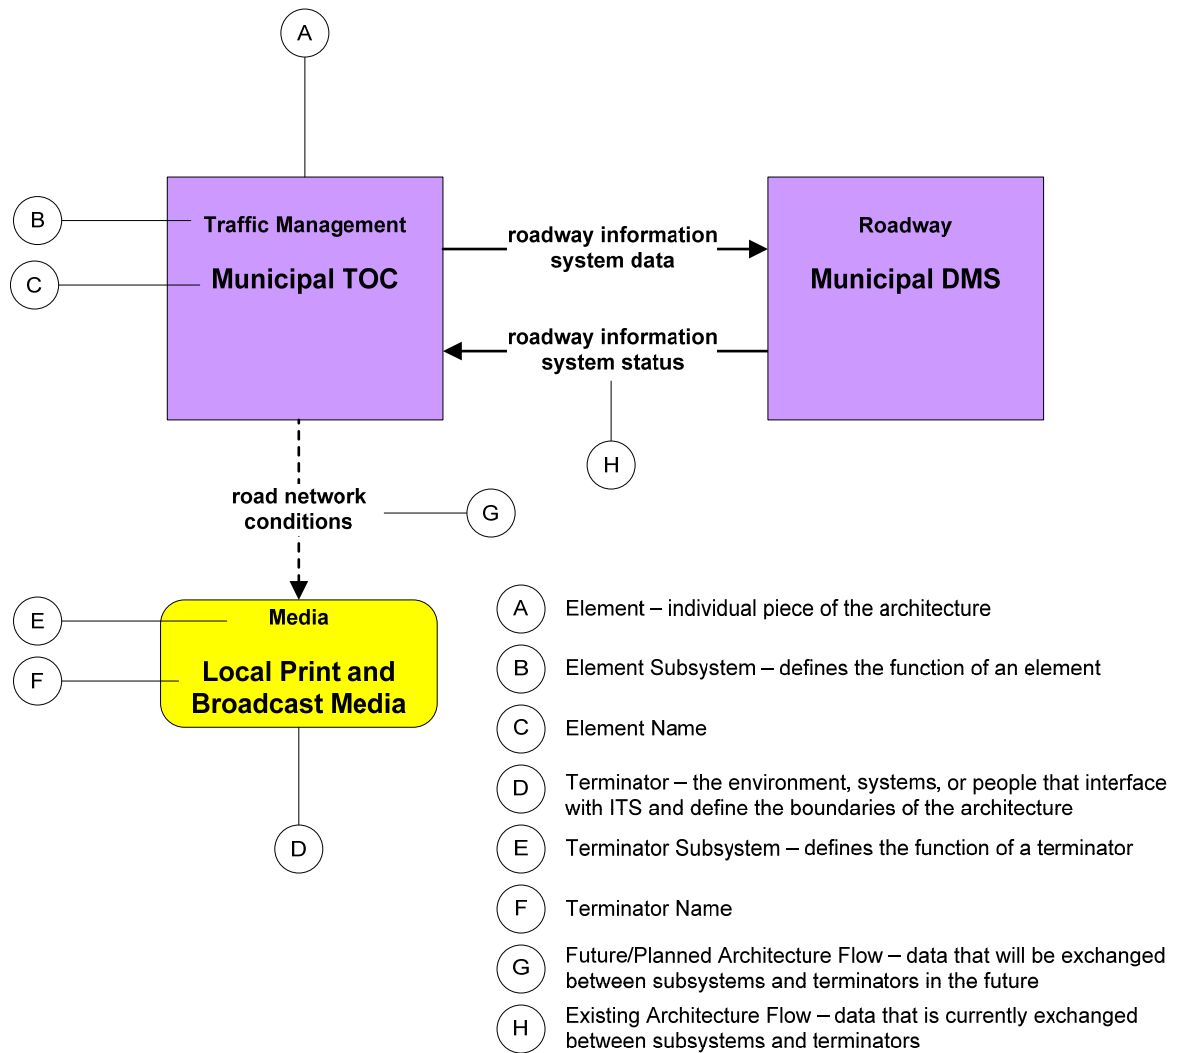 A
B
Traffic Management
C
Municipal TOC
roadway information
system data
Roadway
Municipal DMS
roadway information
system status
H
road network
conditions
G
E
Media
F
Local Print and
Broadcast Media
D
A Element – individual piece of the architecture
B Element Subsystem – defines the function of an element
C Element Name
D Terminator – the environment, systems, or people that interface
with ITS and define the boundaries of the architecture
E Terminator Subsystem – defines the function of a terminator
F Terminator Name
G Future/Planned Architecture Flow – data that will be exchanged
between subsystems and terminators in the future
H Existing Architecture Flow – data that is currently exchanged
between subsystems and terminators